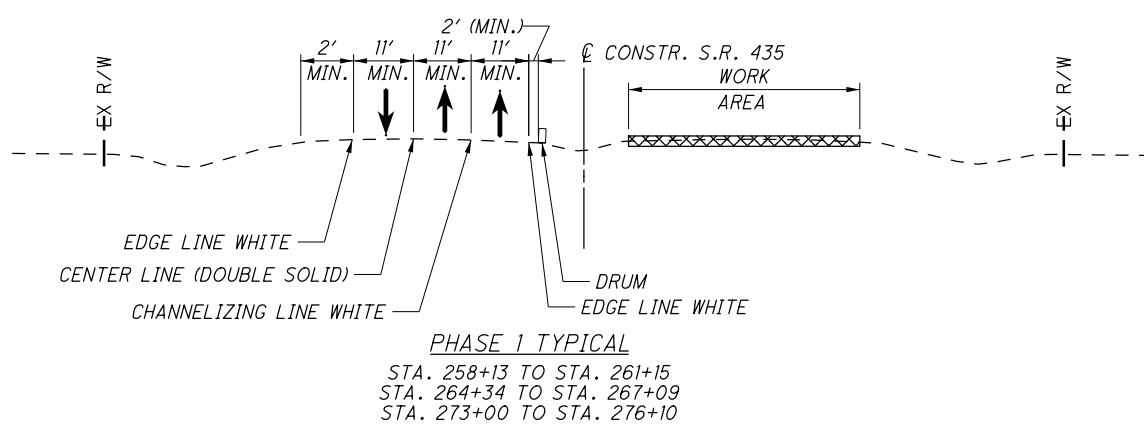 2' (MIN.)
2' 11' 11' 11'
MIN. MIN. MIN. MIN.
℄ CONSTR. S.R. 435
WORK
AREA
EX R/W
EX R/W
EDGE LINE WHITE
CENTER LINE (DOUBLE SOLID)
CHANNELIZING LINE WHITE
DRUM
EDGE LINE WHITE
PHASE 1 TYPICAL
STA. 258+13 TO STA. 261+15
STA. 264+34 TO STA. 267+09
STA. 273+00 TO STA. 276+10